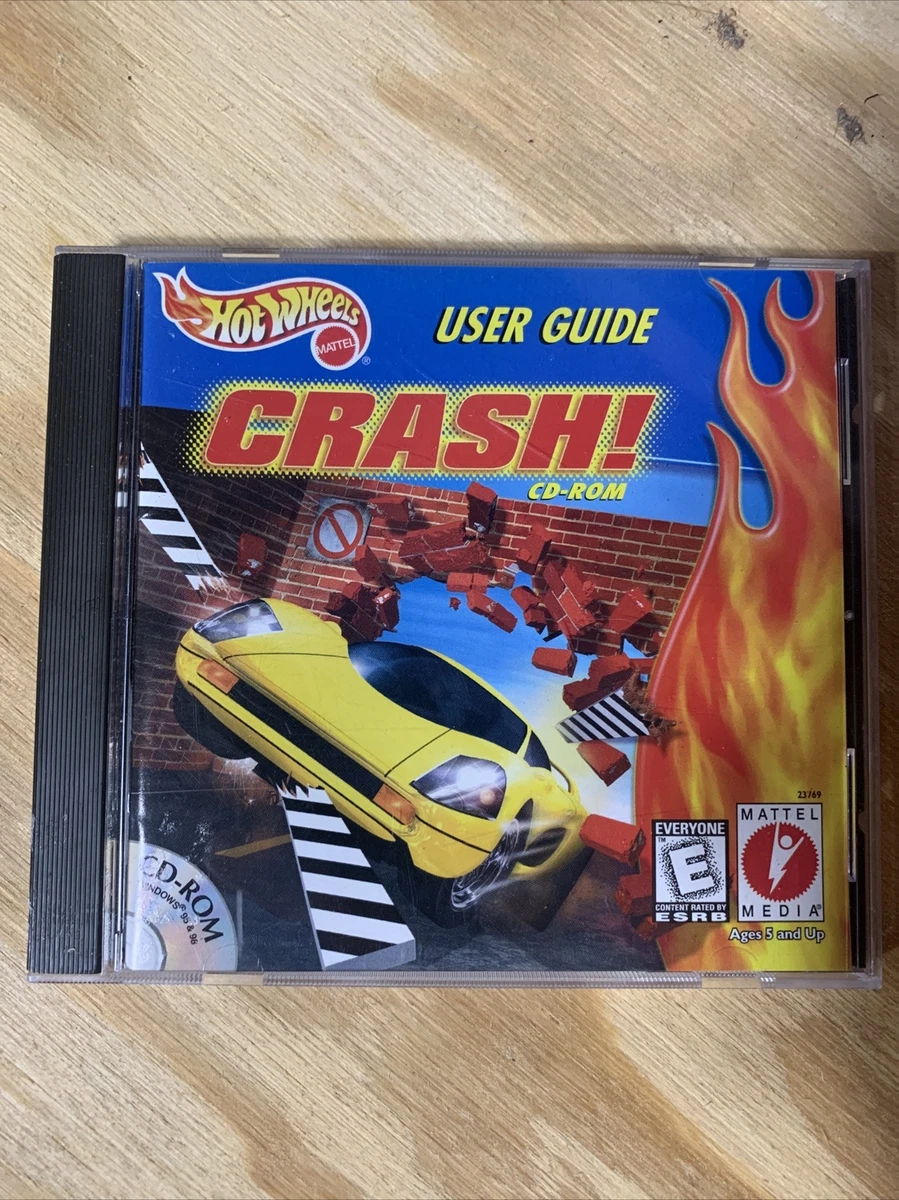 HOT WHEELS
MATTEL
®
USER GUIDE
CRASH!
CD-ROM
23769
EVERYONE
™
E
CONTENT RATED BY
ESRB
MATTEL
MEDIA®
Ages 5 and Up
CD-ROM
WINDOWS® 95 & 98